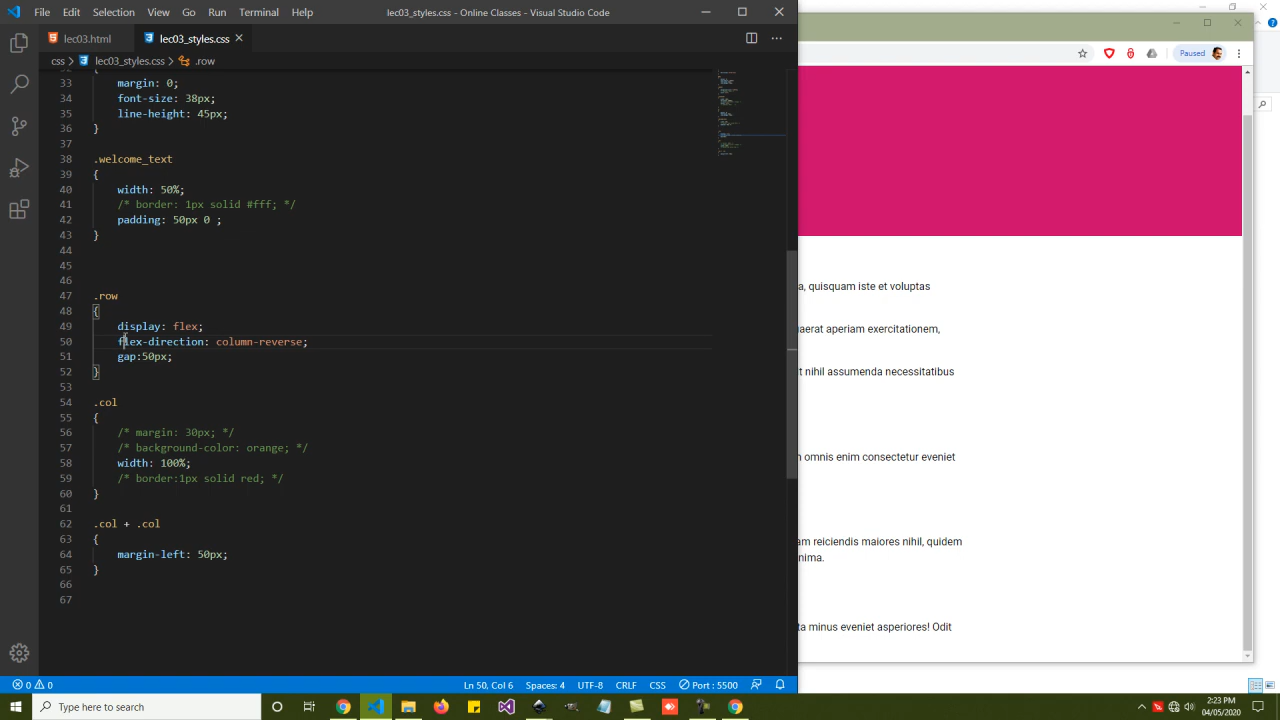 File Edit Selection View Go Run Terminal Help
lec03_styles.css - Online Classes - Visual Studio Code
lec03.html
lec03_styles.css
css > lec03_styles.css > .row
Paused
33 margin: 0;
34 font-size: 38px;
35 line-height: 45px;
36 }
37
38 .welcome_text
39 {
40 width: 50%;
41 /* border: 1px solid #fff; */
42 padding: 50px 0 ;
43 }
44
45
46
47 .row
48 {
49 display: flex;
50 flex-direction: column-reverse;
51 gap:50px;
52 }
53
54 .col
55 {
56 /* margin: 30px; */
57 /* background-color: orange; */
58 width: 100%;
59 /* border:1px solid red; */
60 }
61
62 .col + .col
63 {
64 margin-left: 50px;
65 }
66
67
a, quisquam iste et voluptas
aerat aperiam exercitationem,
t nihil assumenda necessitatibus
n omnis enim consectetur eveniet
am reiciendis maiores nihil, quidem
nima.
ta minus eveniet asperiores! Odit
0 0
Ln 50, Col 6 Spaces: 4 UTF-8 CRLF CSS Port : 5500
Type here to search
2:23 PM
04/05/2020